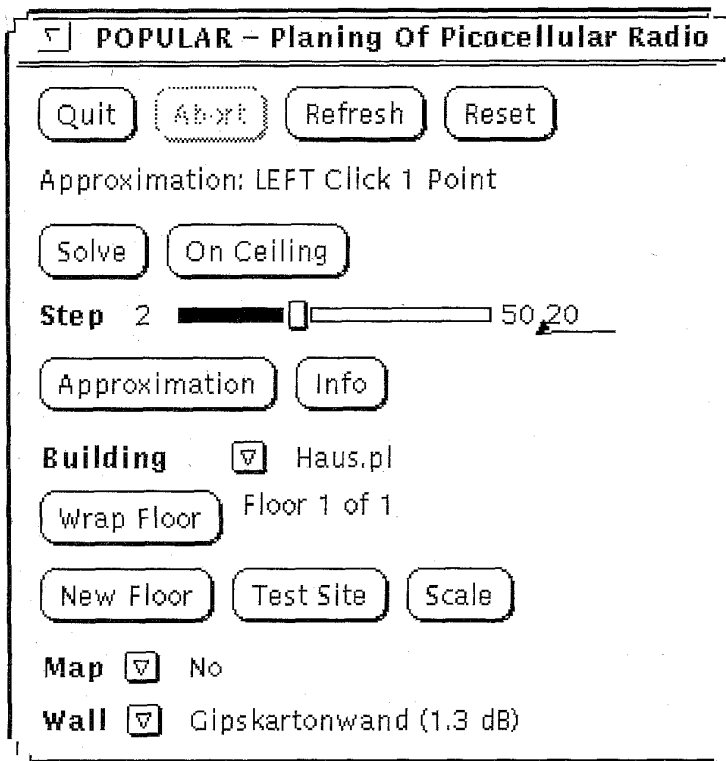 POPULAR – Planing Of Picocellular Radio
Quit Abort Refresh Reset
Approximation: LEFT Click 1 Point
Solve On Ceiling
Step 2 50 20
Approximation Info
Building Haus.pl
Wrap Floor Floor 1 of 1
New Floor Test Site Scale
Map No
Wall Gipskartonwand (1.3 dB)